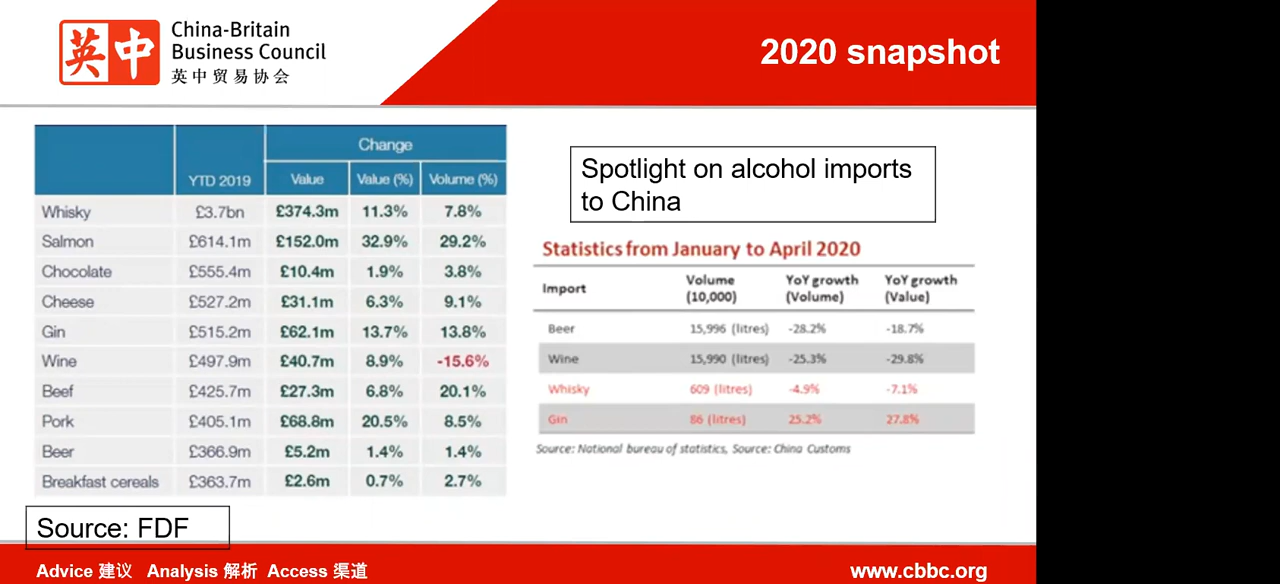 英中
China-Britain
Business Council
英中贸易协会
2020 snapshot
Change
YTD 2019 Value Value (%) Volume (%)
Whisky £3.7bn £374.3m 11.3% 7.8%
Salmon £614.1m £152.0m 32.9% 29.2%
Chocolate £555.4m £10.4m 1.9% 3.8%
Cheese £527.2m £31.1m 6.3% 9.1%
Gin £515.2m £62.1m 13.7% 13.8%
Wine £497.9m £40.7m 8.9% -15.6%
Beef £425.7m £27.3m 6.8% 20.1%
Pork £405.1m £68.8m 20.5% 8.5%
Beer £366.9m £5.2m 1.4% 1.4%
Breakfast cereals £363.7m £2.6m 0.7% 2.7%
Source: FDF
Spotlight on alcohol imports
to China
Statistics from January to April 2020
Import Volume (10,000) YoY growth (Volume) YoY growth (Value)
Beer 15,996 (litres) -28.2% -18.7%
Wine 15,990 (litres) -25.3% -29.8%
Whisky 609 (litres) -4.9% -7.1%
Gin 86 (litres) 25.2% 27.8%
Source: National bureau of statistics, Source: China Customs
Advice 建议 Analysis 解析 Access 渠道
www.cbbc.org